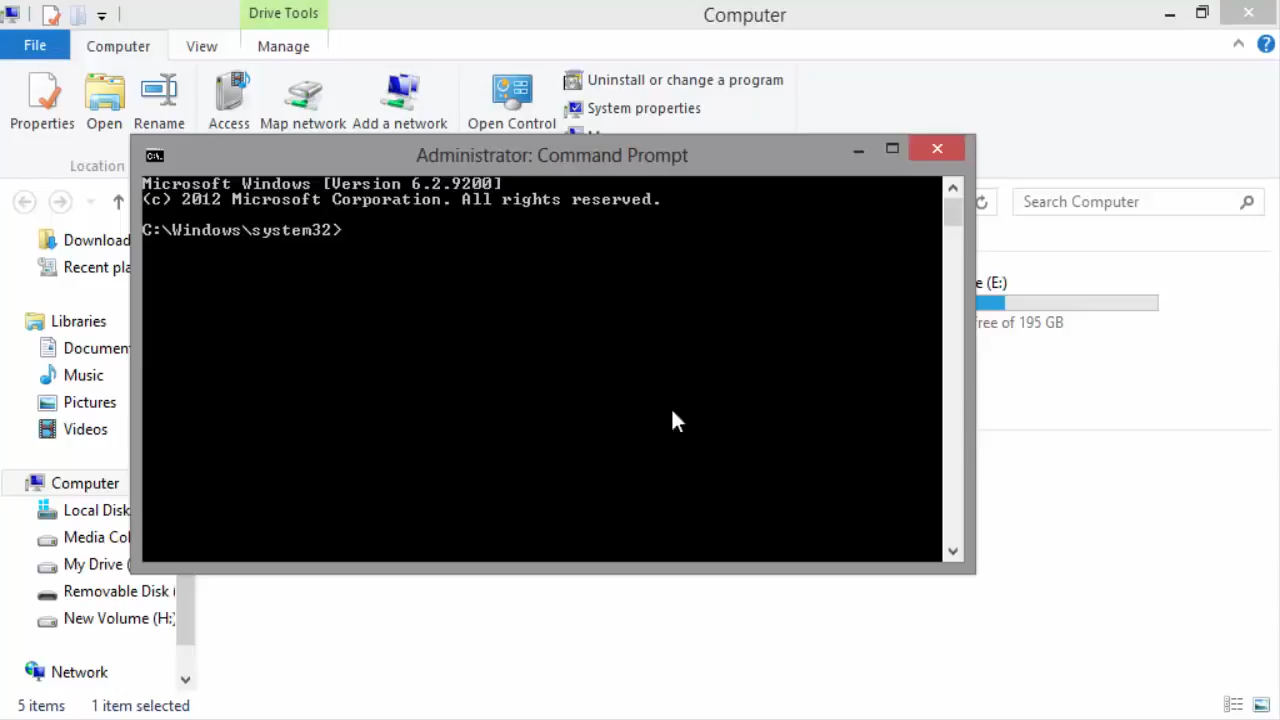 Drive Tools
Computer
File
Computer
View
Manage
Properties
Open
Rename
Access
Map network
Add a network
Open Control
Uninstall or change a program
System properties
Location
Administrator: Command Prompt
C:\.
Microsoft Windows [Version 6.2.9200]
(c) 2012 Microsoft Corporation. All rights reserved.
C:\Windows\system32>
Search Computer
Download
Recent pla
Libraries
Documen
Music
Pictures
Videos
Computer
Local Disk
Media Co
My Drive (
Removable Disk (
New Volume (H:)
Network
e (E:)
free of 195 GB
5 items
1 item selected